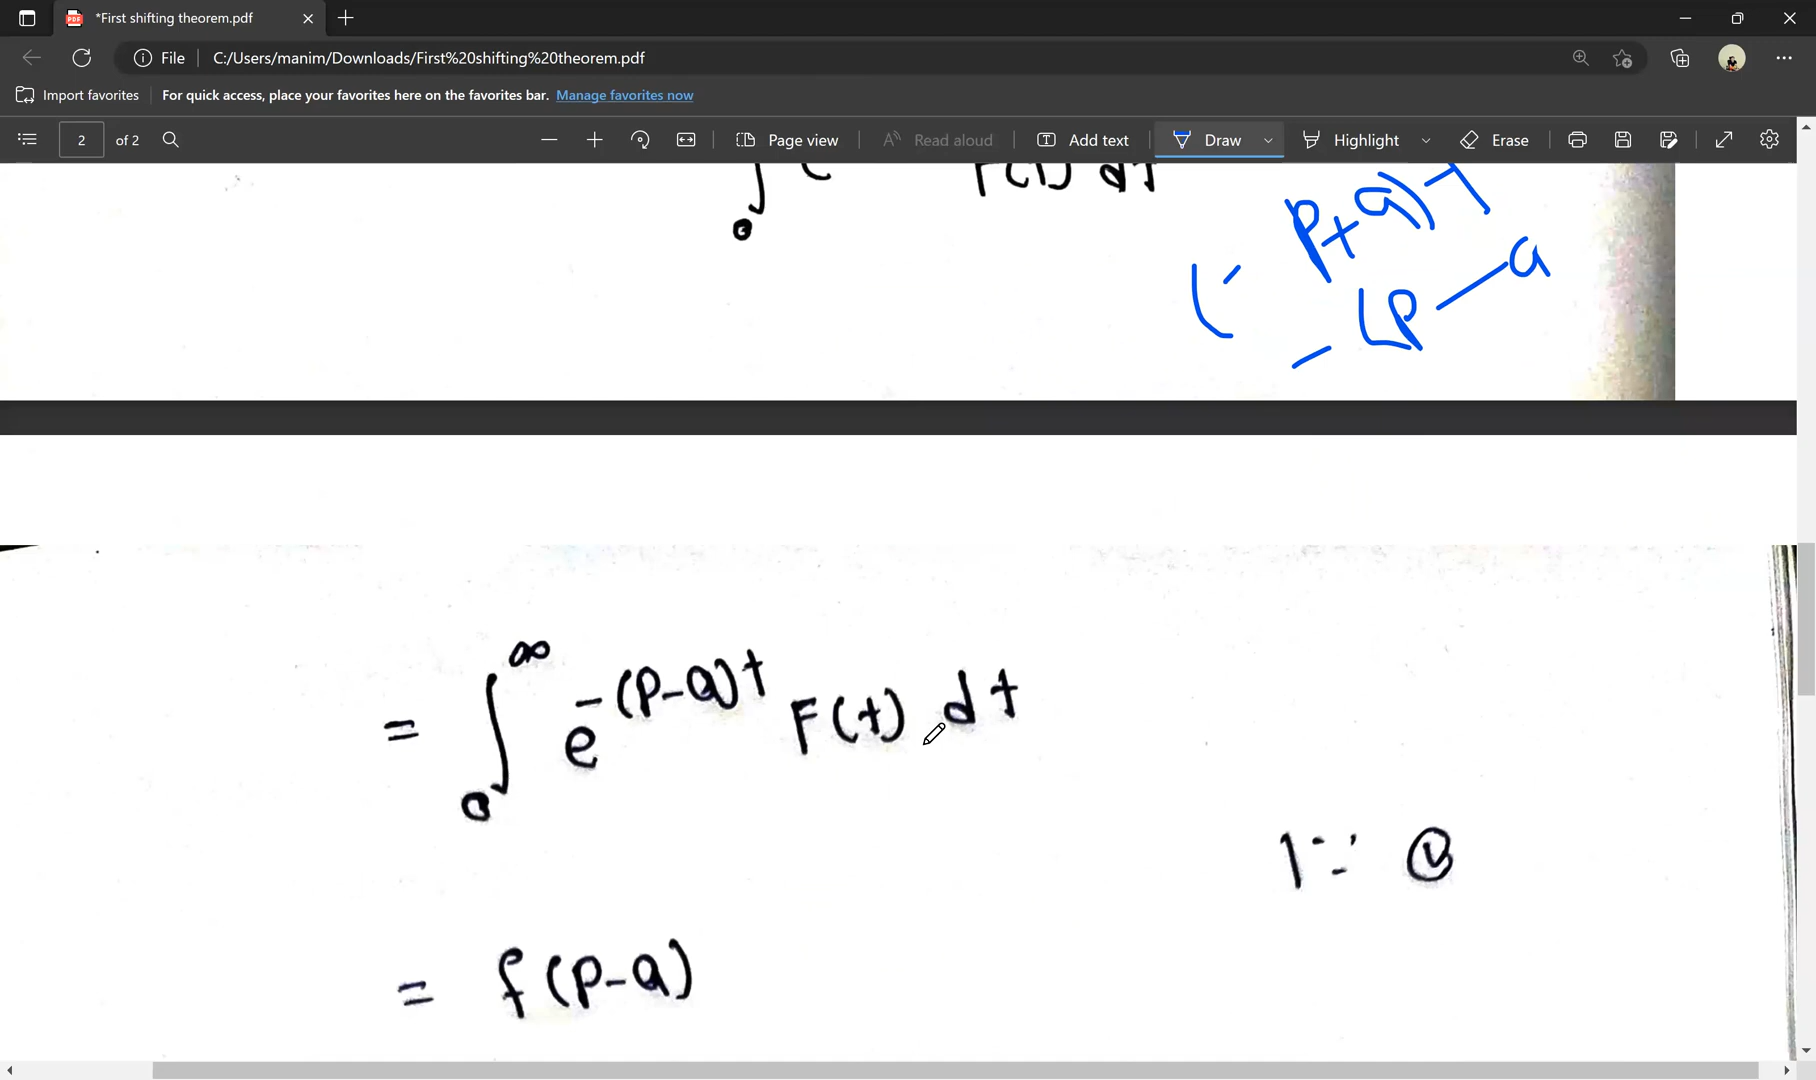 *First shifting theorem.pdf
File C:/Users/manim/Downloads/First%20shifting%20theorem.pdf
Import favorites For quick access, place your favorites here on the favorites bar. Manage favorites now
2 of 2 Page view Read aloud Add text Draw Highlight Erase
∫ 0 F(t) dt
(- p+a)t
-(p-a
= ∫₀^∞ e^{-(p-a)t} F(t) dt
|∵
= f(p-a)